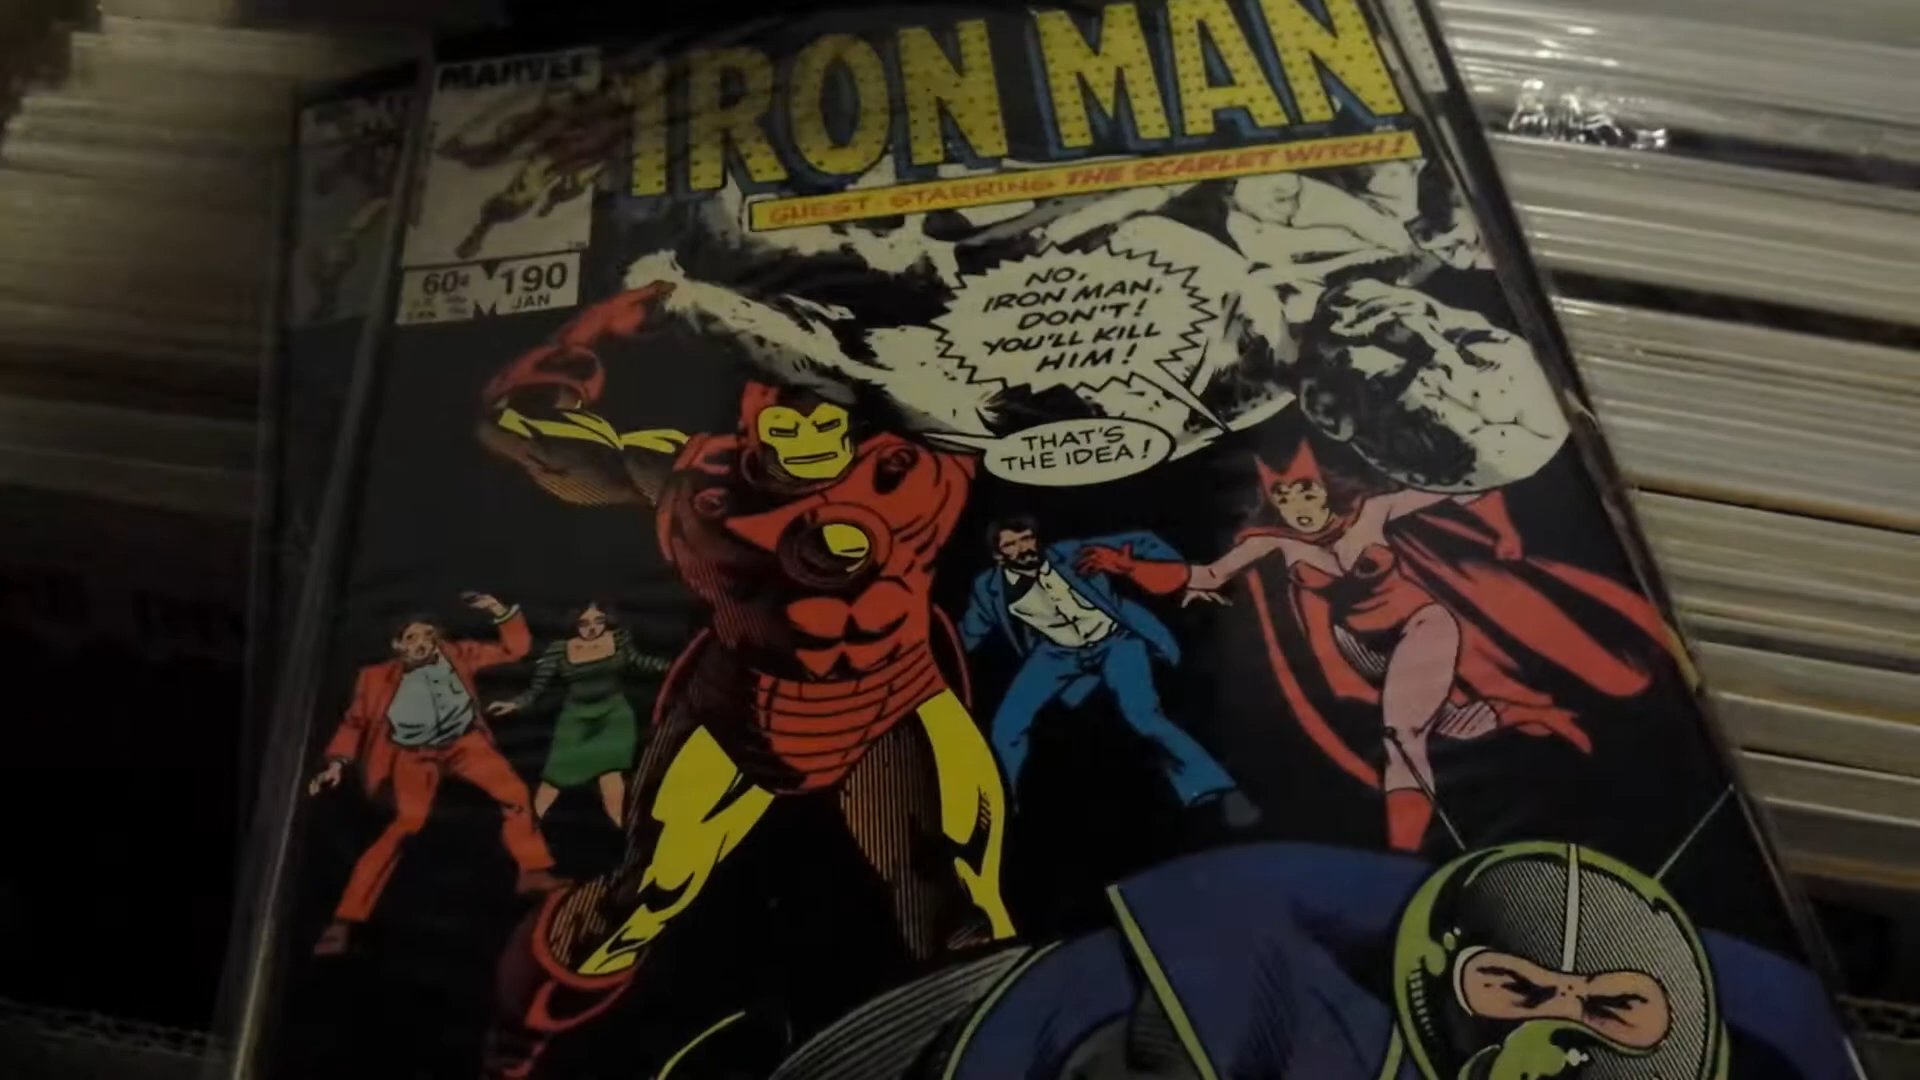 MARVEL
IRON MAN
GUEST-STARRING THE SCARLET WITCH!
60¢
190
JAN
NO,
IRON MAN,
DON'T!
YOU'LL KILL
HIM!
THAT'S
THE IDEA!